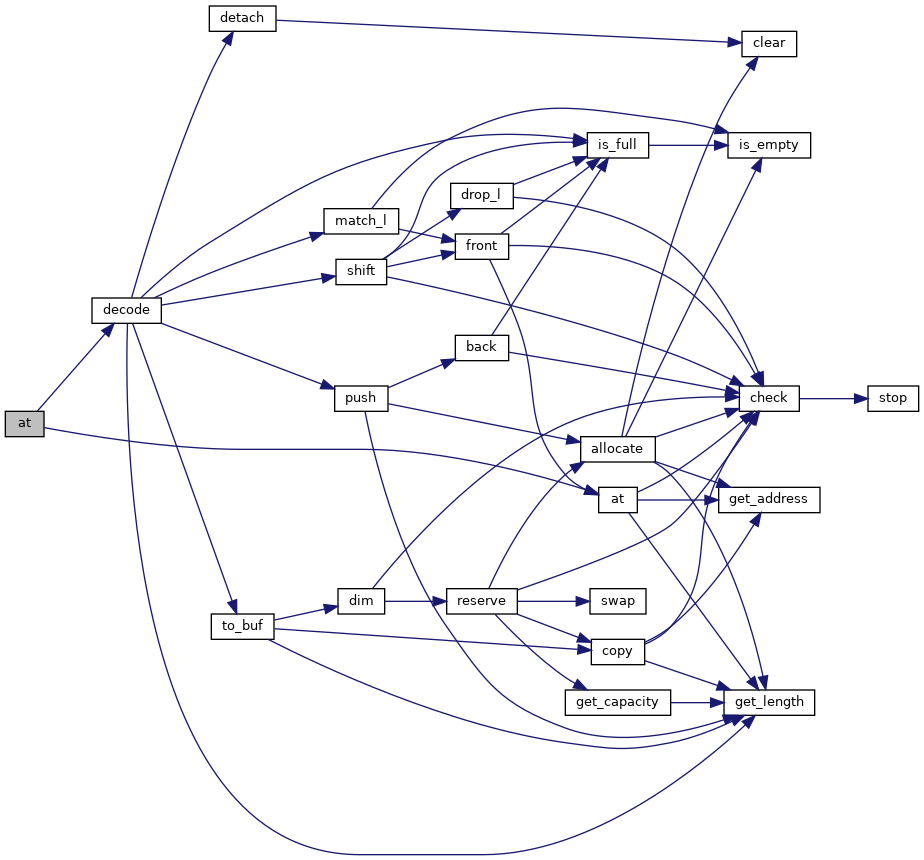 detach
clear
is_full
is_empty
drop_l
match_l
front
shift
decode
back
push
check
stop
at
allocate
at
get_address
dim
reserve
swap
to_buf
copy
get_capacity
get_length